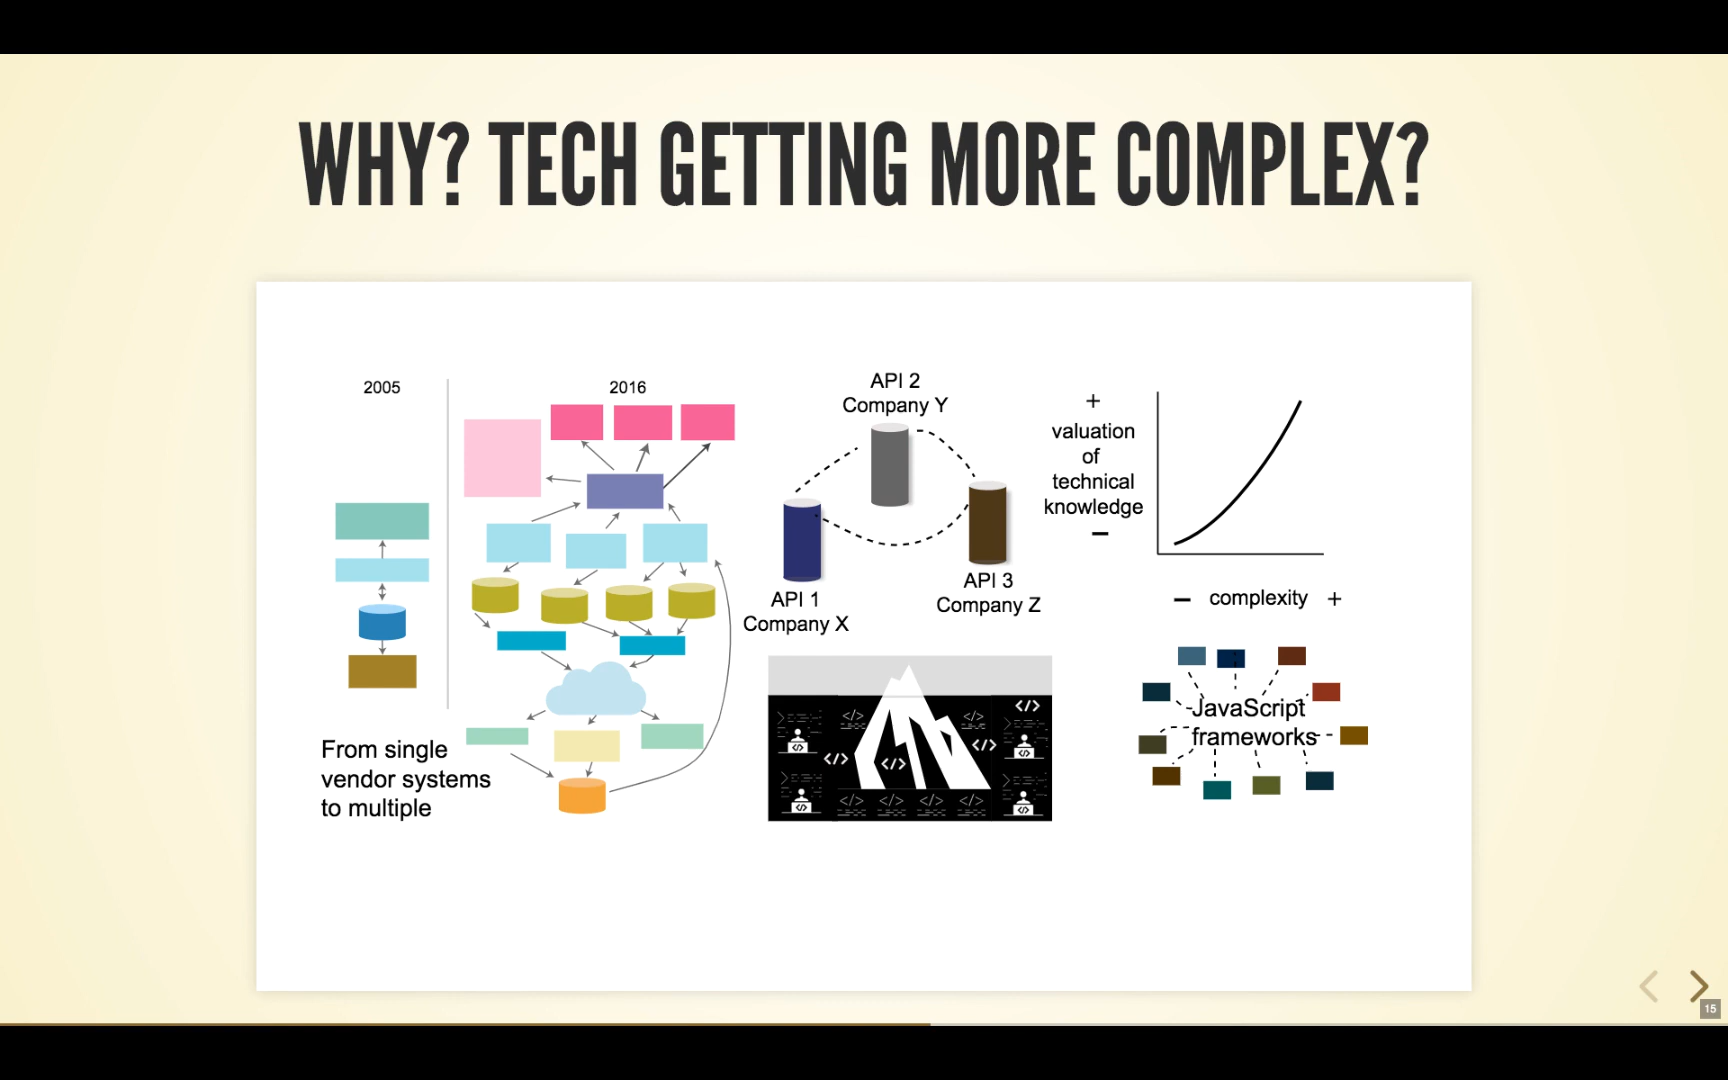 WHY? TECH GETTING MORE COMPLEX?
2005
2016
From single
vendor systems
to multiple
API 2
Company Y
API 1
Company X
API 3
Company Z
+
valuation
of
technical
knowledge
−
− complexity +
</>
</>
</>
</>
</>
</>
</>
</>
</>
</>
</>
</>
</>
</>
JavaScript
frameworks
15